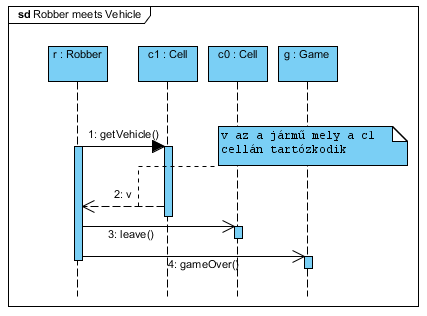 sd Robber meets Vehicle
r : Robber
c1 : Cell
c0 : Cell
g : Game
1: getVehicle()
v az a jármű mely a c1
cellán tartózkodik
2: v
3: leave()
4: gameOver()